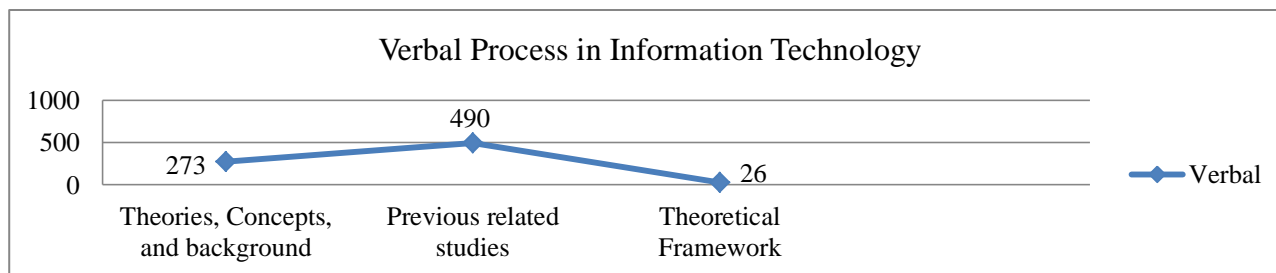 Verbal Process in Information Technology
1000
500
0
273
490
26
Theories, Concepts,
and background
Previous related
studies
Theoretical
Framework
Verbal